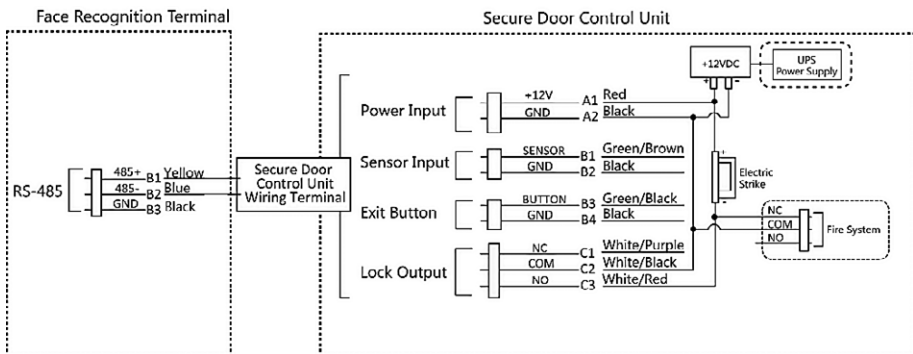 Face Recognition Terminal
Secure Door Control Unit
+12VDC
+ -
UPS
Power Supply
Power Input
+12V A1 Red
GND A2 Black
Sensor Input
SENSOR B1 Green/Brown
GND B2 Black
+
Electric
Strike
-
RS-485
485+ B1 Yellow
485- B2 Blue
GND B3 Black
Secure Door
Control Unit
Wiring Terminal
Exit Button
BUTTON B3 Green/Black
GND B4 Black
NC
COM
NO
Fire System
Lock Output
NC C1 White/Purple
COM C2 White/Black
NO C3 White/Red